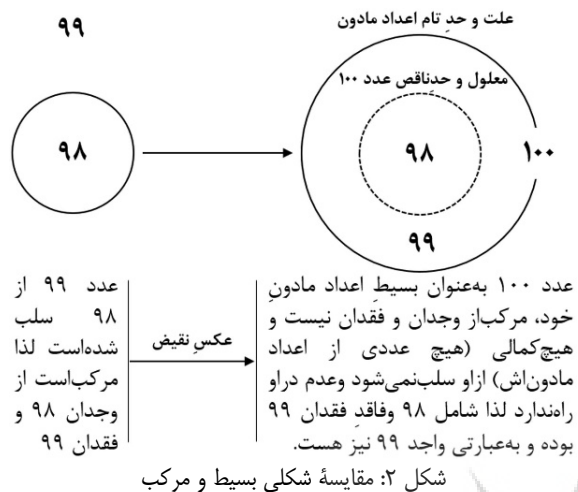 علت و حدِ تام اعداد مادون
۹۹
معلول و حدِناقص عدد ۱۰۰
۹۸
۹۸
۱۰۰
۹۹
عدد ۱۰۰ به‌عنوان بسیطِ اعداد مادونِ
خود، مرکب‌از وجدان و فقدان نیست و
هیچ‌کمالی (هیچ عددی از اعداد
مادون‌اش) ازاو سلب‌نمی‌شود وعدم دراو
راه‌ندارد لذا شامل ۹۸ وفاقدِ فقدان ۹۹
بوده و به‌عبارتی واجد ۹۹ نیز هست.
عکسِ نقیض
عدد ۹۹ از
۹۸ سلب
شده‌است لذا
مرکب‌است از
وجدان ۹۸ و
فقدان ۹۹
شکل ۲: مقایسهٔ شکلی بسیط و مرکب